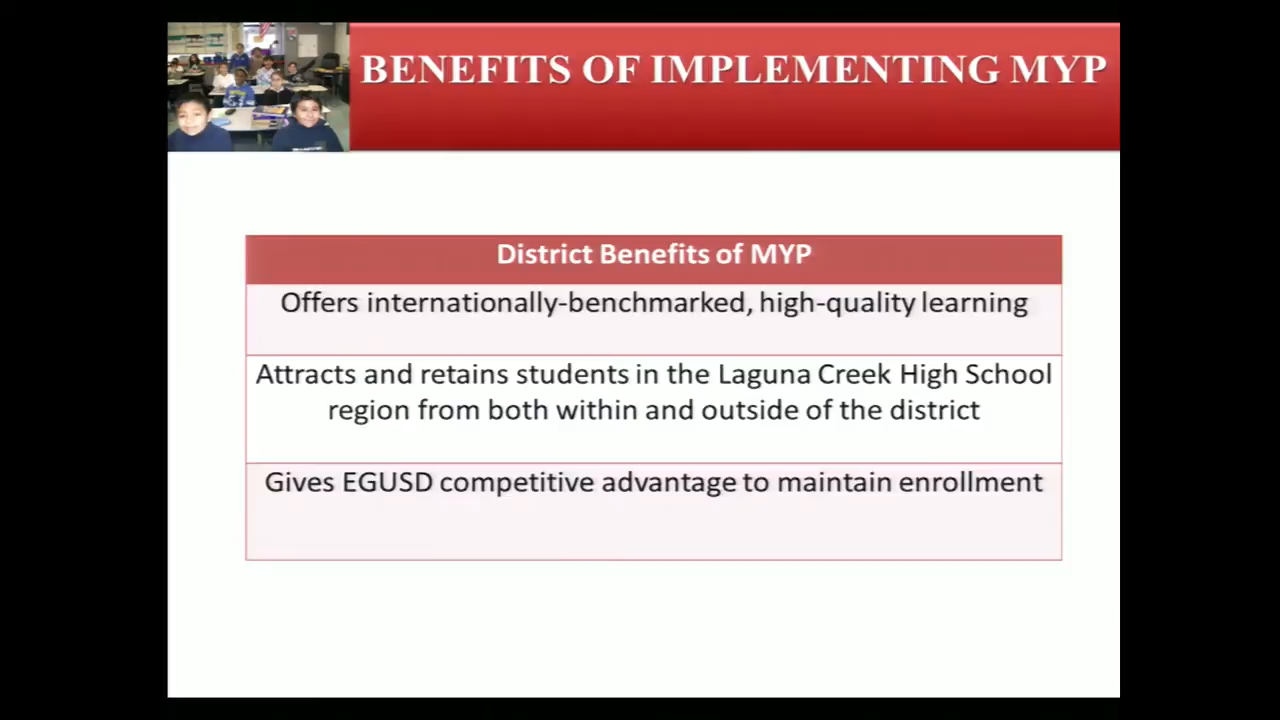 BENEFITS OF IMPLEMENTING MYP
District Benefits of MYP
Offers internationally-benchmarked, high-quality learning
Attracts and retains students in the Laguna Creek High School
region from both within and outside of the district
Gives EGUSD competitive advantage to maintain enrollment